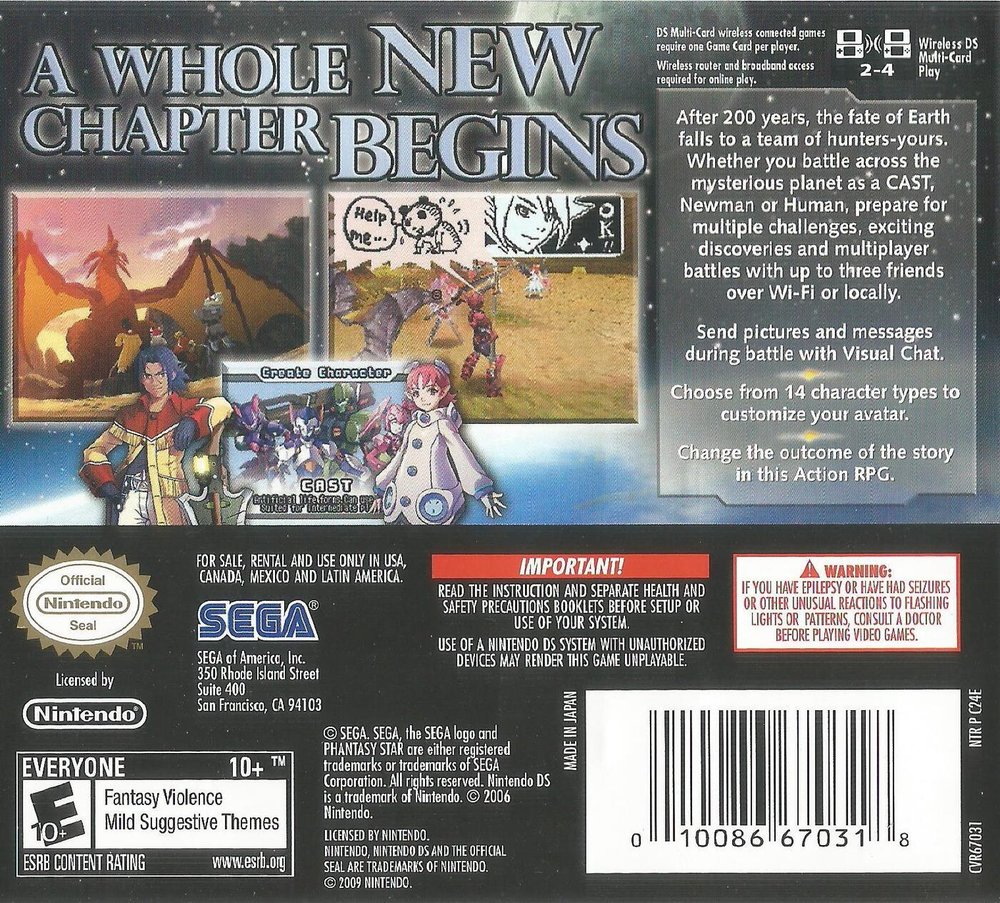 A WHOLE NEW
CHAPTER BEGINS
DS Multi-Card wireless connected games
require one Game Card per player.
Wireless router and broadband access
required for online play.
2-4
Wireless DS
Multi-Card
Play
After 200 years, the fate of Earth
falls to a team of hunters-yours.
Whether you battle across the
mysterious planet as a CAST,
Newman or Human, prepare for
multiple challenges, exciting
discoveries and multiplayer
battles with up to three friends
over Wi-Fi or locally.
Send pictures and messages
during battle with Visual Chat.
Choose from 14 character types to
customize your avatar.
Change the outcome of the story
in this Action RPG.
Help
me...
OK!!
Create Character
CAST
Artificial life forms. Can use
Suited for intermediate pl
Official
Nintendo
Seal
TM
Licensed by
Nintendo®
FOR SALE, RENTAL AND USE ONLY IN USA,
CANADA, MEXICO AND LATIN AMERICA.
SEGA®
SEGA of America, Inc.
350 Rhode Island Street
Suite 400
San Francisco, CA 94103
IMPORTANT!
READ THE INSTRUCTION AND SEPARATE HEALTH AND
SAFETY PRECAUTIONS BOOKLETS BEFORE SETUP OR
USE OF YOUR SYSTEM.
USE OF A NINTENDO DS SYSTEM WITH UNAUTHORIZED
DEVICES MAY RENDER THIS GAME UNPLAYABLE.
WARNING:
IF YOU HAVE EPILEPSY OR HAVE HAD SEIZURES
OR OTHER UNUSUAL REACTIONS TO FLASHING
LIGHTS OR PATTERNS, CONSULT A DOCTOR
BEFORE PLAYING VIDEO GAMES.
EVERYONE 10+ ™
E
10+
Fantasy Violence
Mild Suggestive Themes
ESRB CONTENT RATING www.esrb.org
© SEGA. SEGA, the SEGA logo and
PHANTASY STAR are either registered
trademarks or trademarks of SEGA
Corporation. All rights reserved. Nintendo DS
is a trademark of Nintendo. © 2006
Nintendo.
LICENSED BY NINTENDO.
NINTENDO, NINTENDO DS AND THE OFFICIAL
SEAL ARE TRADEMARKS OF NINTENDO.
© 2009 NINTENDO.
MADE IN JAPAN
0 10086 67031 8
NTR P C24E
CVR67031